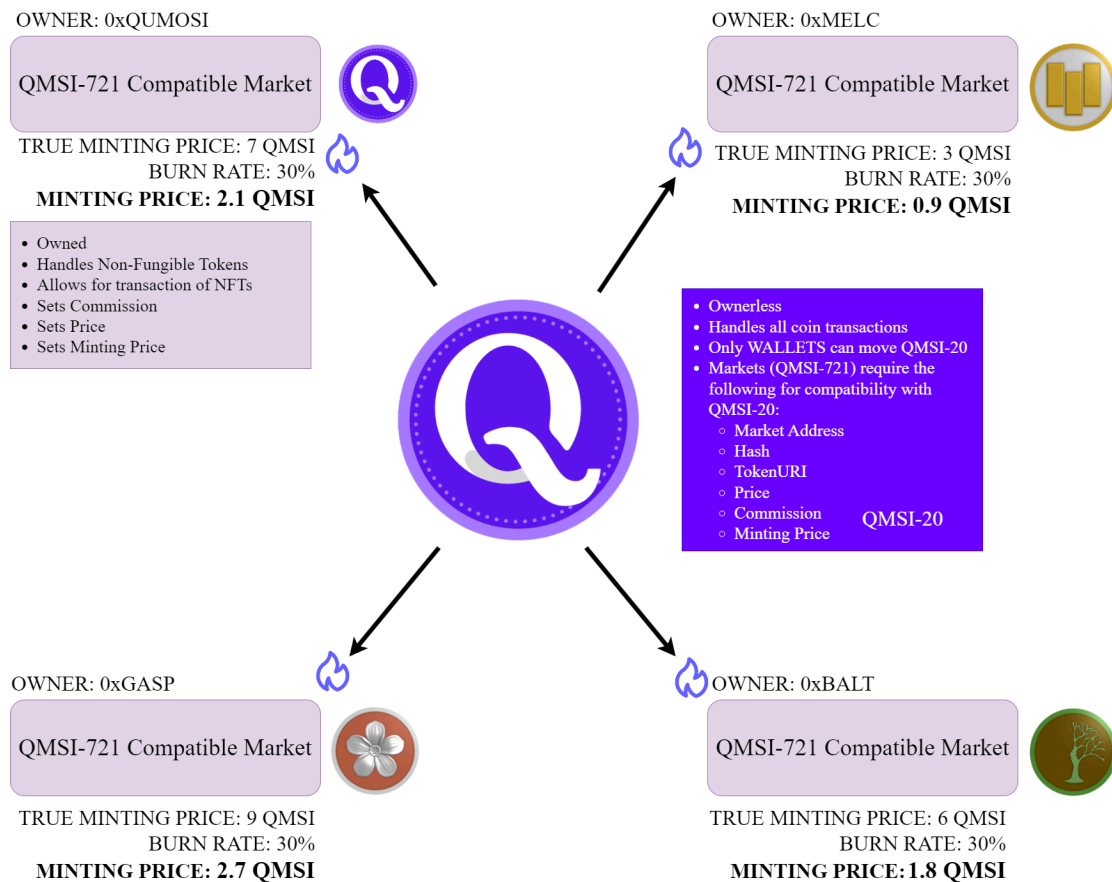 OWNER: 0xQUMOSI
QMSI-721 Compatible Market
TRUE MINTING PRICE: 7 QMSI
BURN RATE: 30%
MINTING PRICE: 2.1 QMSI
OWNER: 0xMELC
QMSI-721 Compatible Market
TRUE MINTING PRICE: 3 QMSI
BURN RATE: 30%
MINTING PRICE: 0.9 QMSI
• Owned
• Handles Non-Fungible Tokens
• Allows for transaction of NFTs
• Sets Commission
• Sets Price
• Sets Minting Price
Q
• Ownerless
• Handles all coin transactions
• Only WALLETS can move QMSI-20
• Markets (QMSI-721) require the
following for compatibility with
QMSI-20:
○ Market Address
○ Hash
○ TokenURI
○ Price
○ Commission
○ Minting Price
QMSI-20
OWNER: 0xGASP
QMSI-721 Compatible Market
TRUE MINTING PRICE: 9 QMSI
BURN RATE: 30%
MINTING PRICE: 2.7 QMSI
OWNER: 0xBALT
QMSI-721 Compatible Market
TRUE MINTING PRICE: 6 QMSI
BURN RATE: 30%
MINTING PRICE: 1.8 QMSI